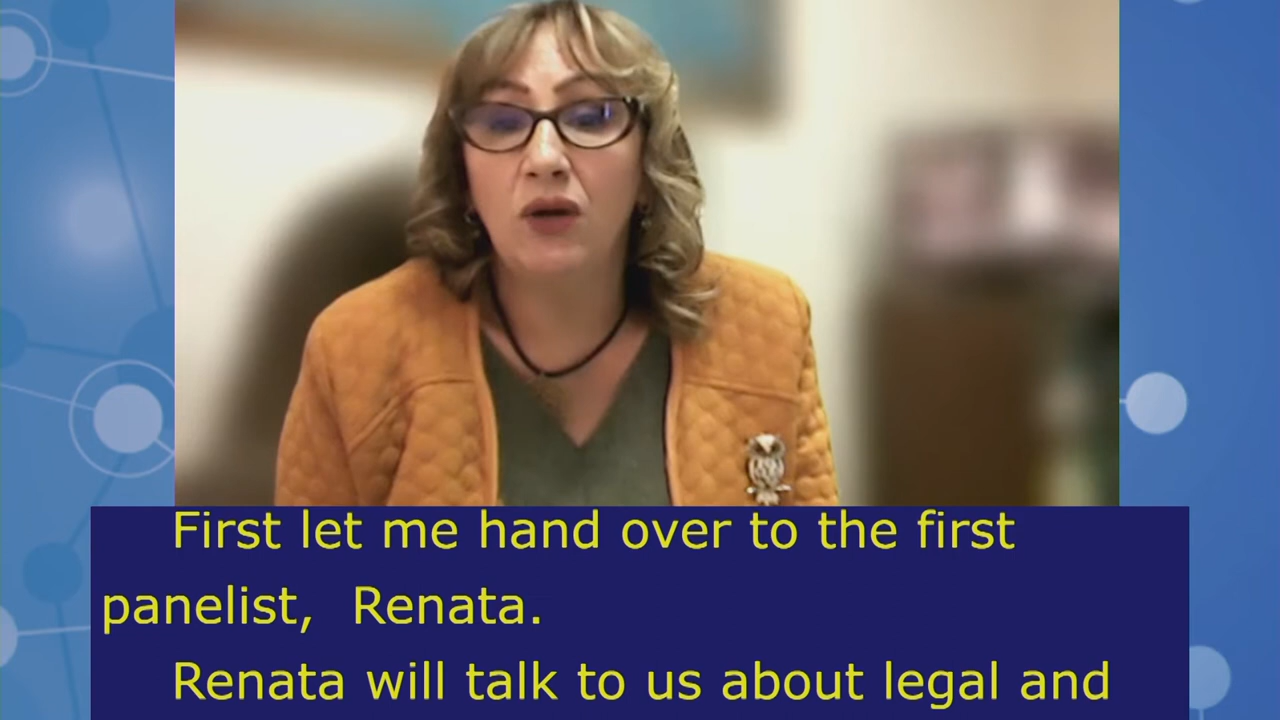 First let me hand over to the first
panelist, Renata.
Renata will talk to us about legal and